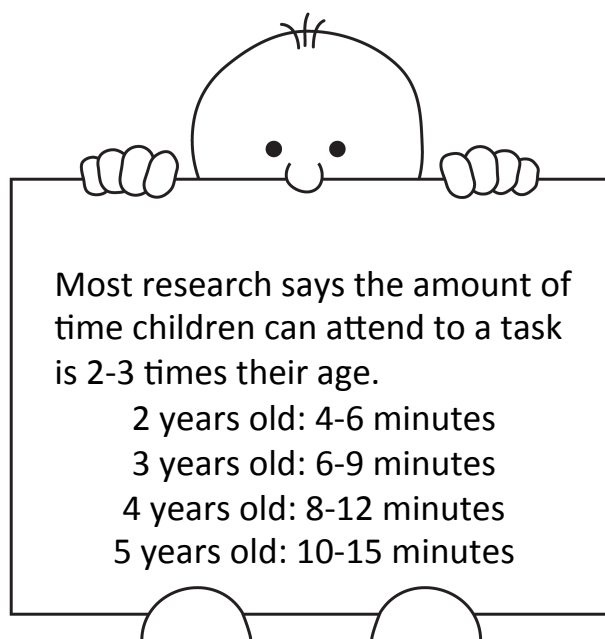 Most research says the amount of
time children can attend to a task
is 2-3 times their age.
2 years old: 4-6 minutes
3 years old: 6-9 minutes
4 years old: 8-12 minutes
5 years old: 10-15 minutes